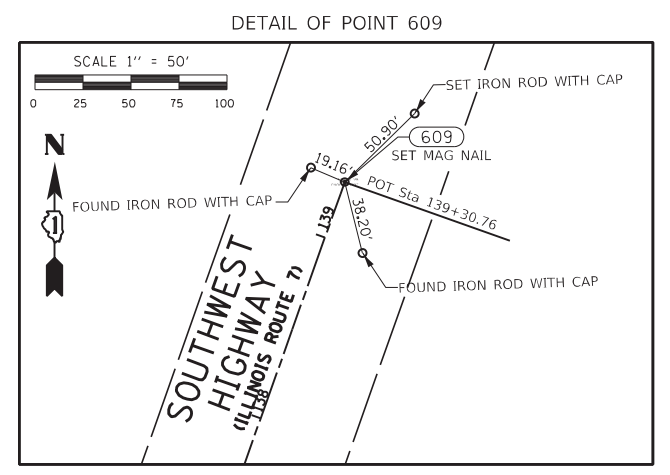 DETAIL OF POINT 609
SCALE 1" = 50'
0 25 50 75 100
N
1
SET IRON ROD WITH CAP
50.90'
609
SET MAG NAIL
19.16'
FOUND IRON ROD WITH CAP
POT Sta 139+30.76
38.20'
139
FOUND IRON ROD WITH CAP
SOUTHWEST
HIGHWAY
(ILLINOIS ROUTE 7)
138